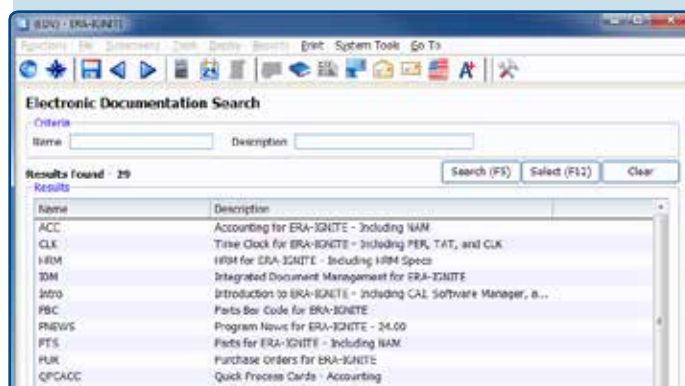 (EDV) - ERA-IGNITE
Functions File Print System Tools Go To
Electronic Documentation Search
Criteria
Name Description
Results Found - 29 Search (F5) Select (F12) Clear
Results
Name Description
ACC Accounting for ERA-IGNITE - Including NAM
CLK Time Clock for ERA-IGNITE - Including PER, TAT, and CLK
HRM HRM for ERA-IGNITE - Including HRM Specs
IDM Integrated Document Management for ERA-IGNITE
Intro Introduction to ERA-IGNITE - Including CAI, Software Manager, a...
PBC Parts Bar Code for ERA-IGNITE
PNEWS Program News for ERA-IGNITE - 24.00
PTS Parts for ERA-IGNITE - Including NAM
PUR Purchase Orders for ERA-IGNITE
QPCACC Quick Process Cards - Accounting